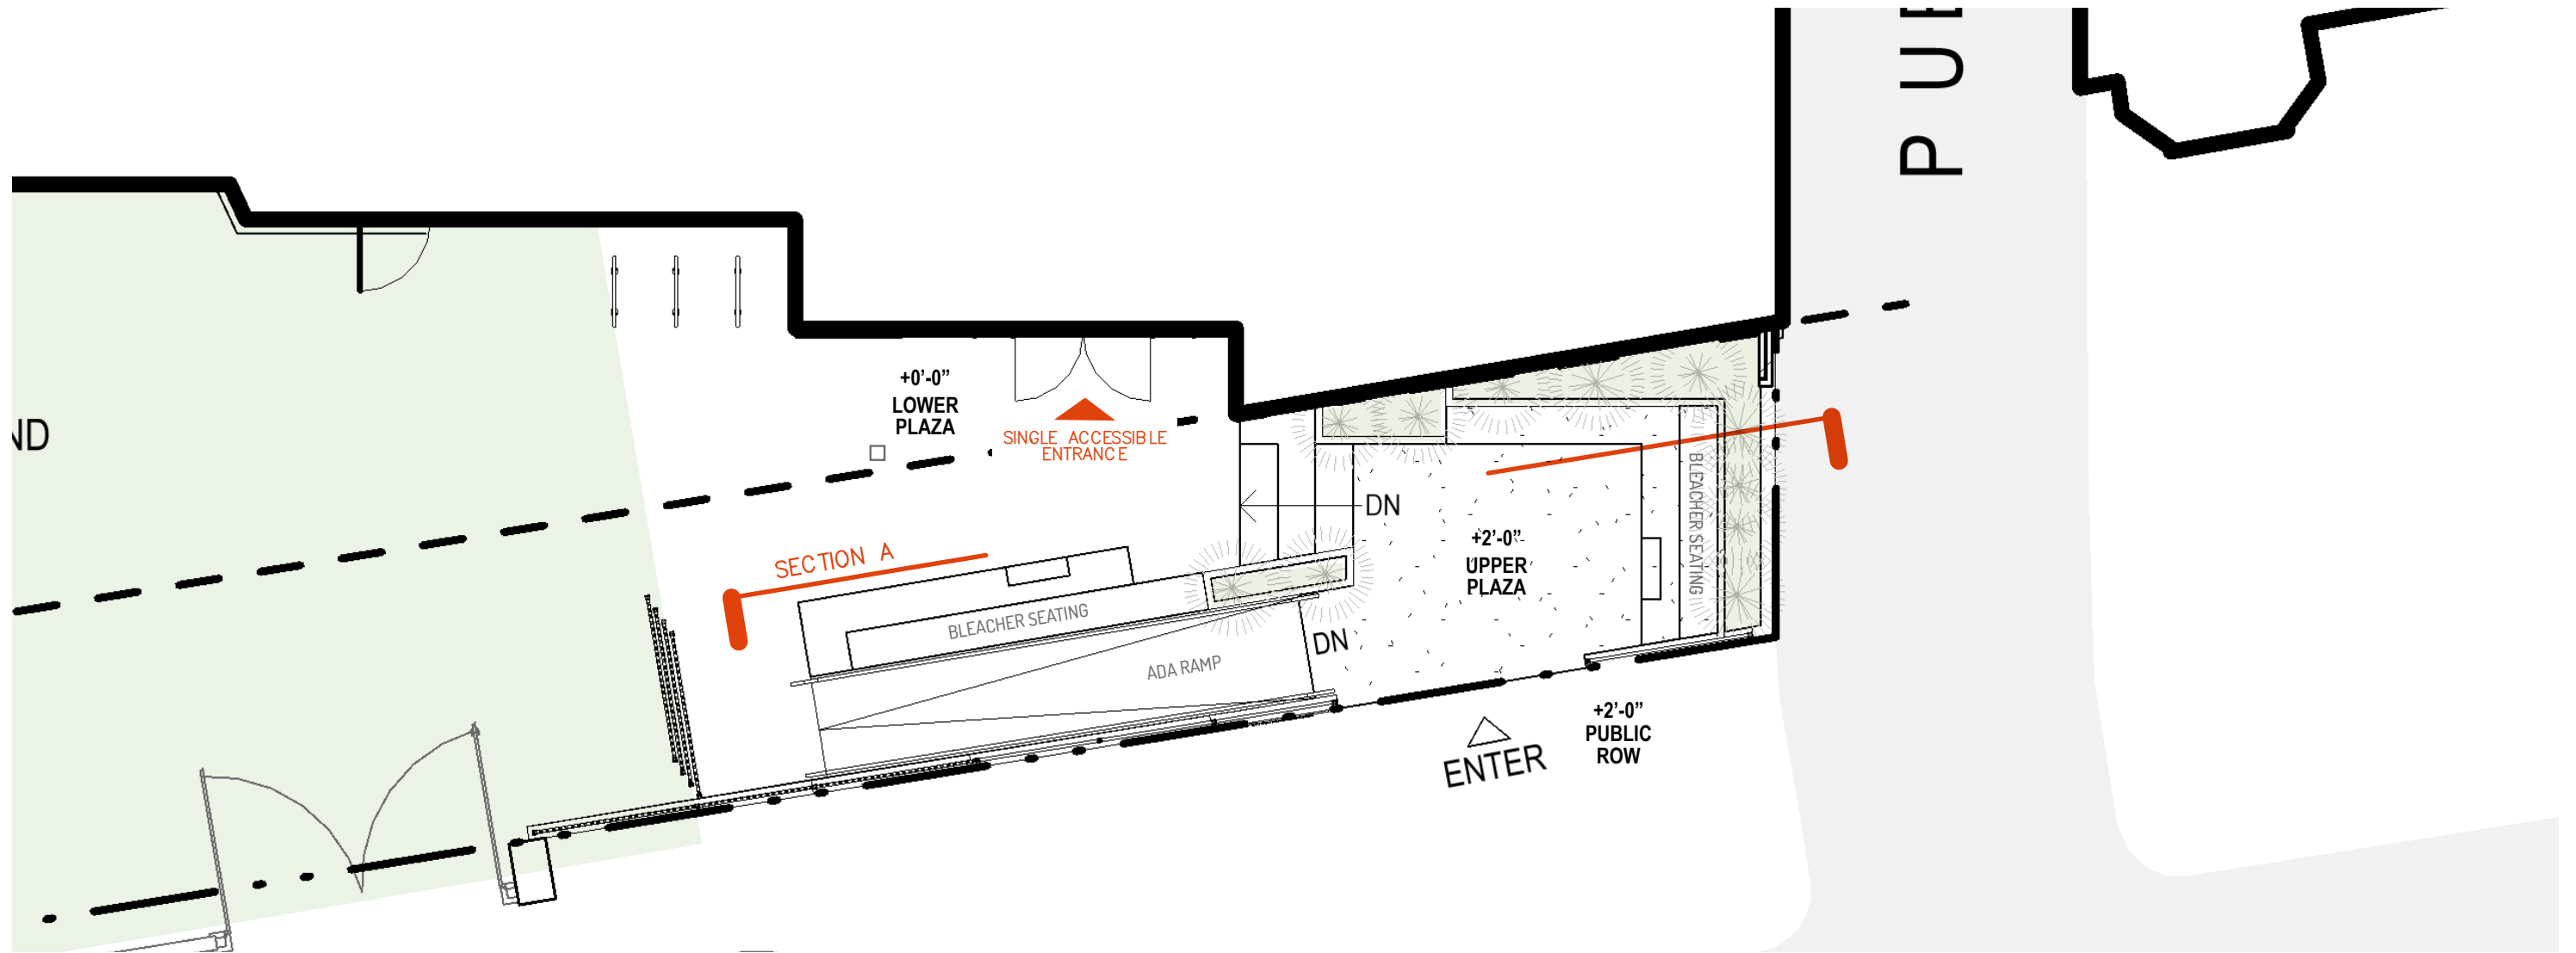 P U
ND
+0'-0"
LOWER
PLAZA
SINGLE ACCESSIBLE
ENTRANCE
SECTION A
BLEACHER SEATING
ADA RAMP
DN
DN
+2'-0"
UPPER
PLAZA
BLEACHER SEATING
+2'-0"
PUBLIC
ROW
ENTER